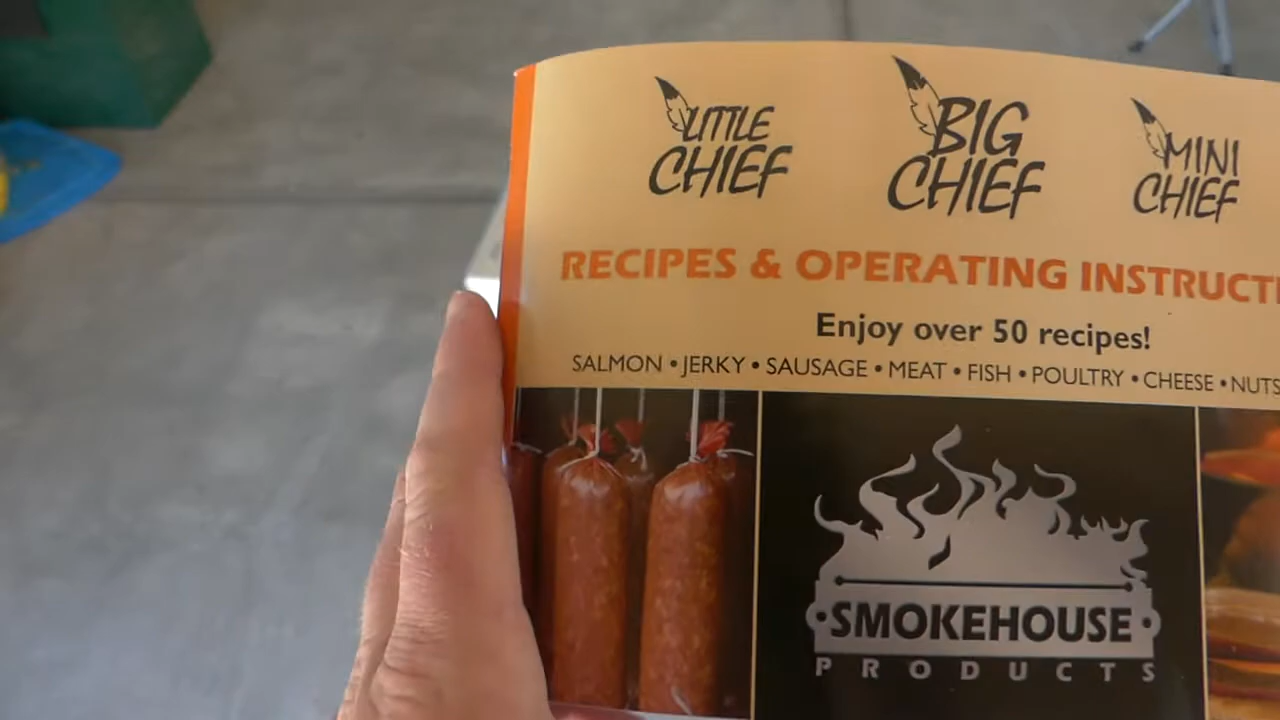 LITTLE CHIEF
BIG CHIEF
MINI CHIEF
RECIPES & OPERATING INSTRUCTI
Enjoy over 50 recipes!
SALMON • JERKY • SAUSAGE • MEAT • FISH • POULTRY • CHEESE • NUTS
SMOKEHOUSE
PRODUCTS